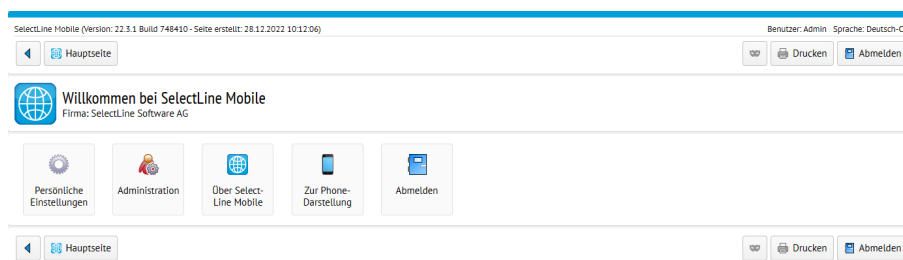 SelectLine Mobile (Version: 22.3.1 Build 748410 - Seite erstellt: 28.12.2022 10:12:06) Benutzer: Admin Sprache: Deutsch-C
Hauptseite Drucken Abmelden
Willkommen bei SelectLine Mobile
Firma: SelectLine Software AG
Persönliche Administration Über Select- Zur Phone- Abmelden
Einstellungen Line Mobile Darstellung
Hauptseite Drucken Abmelden